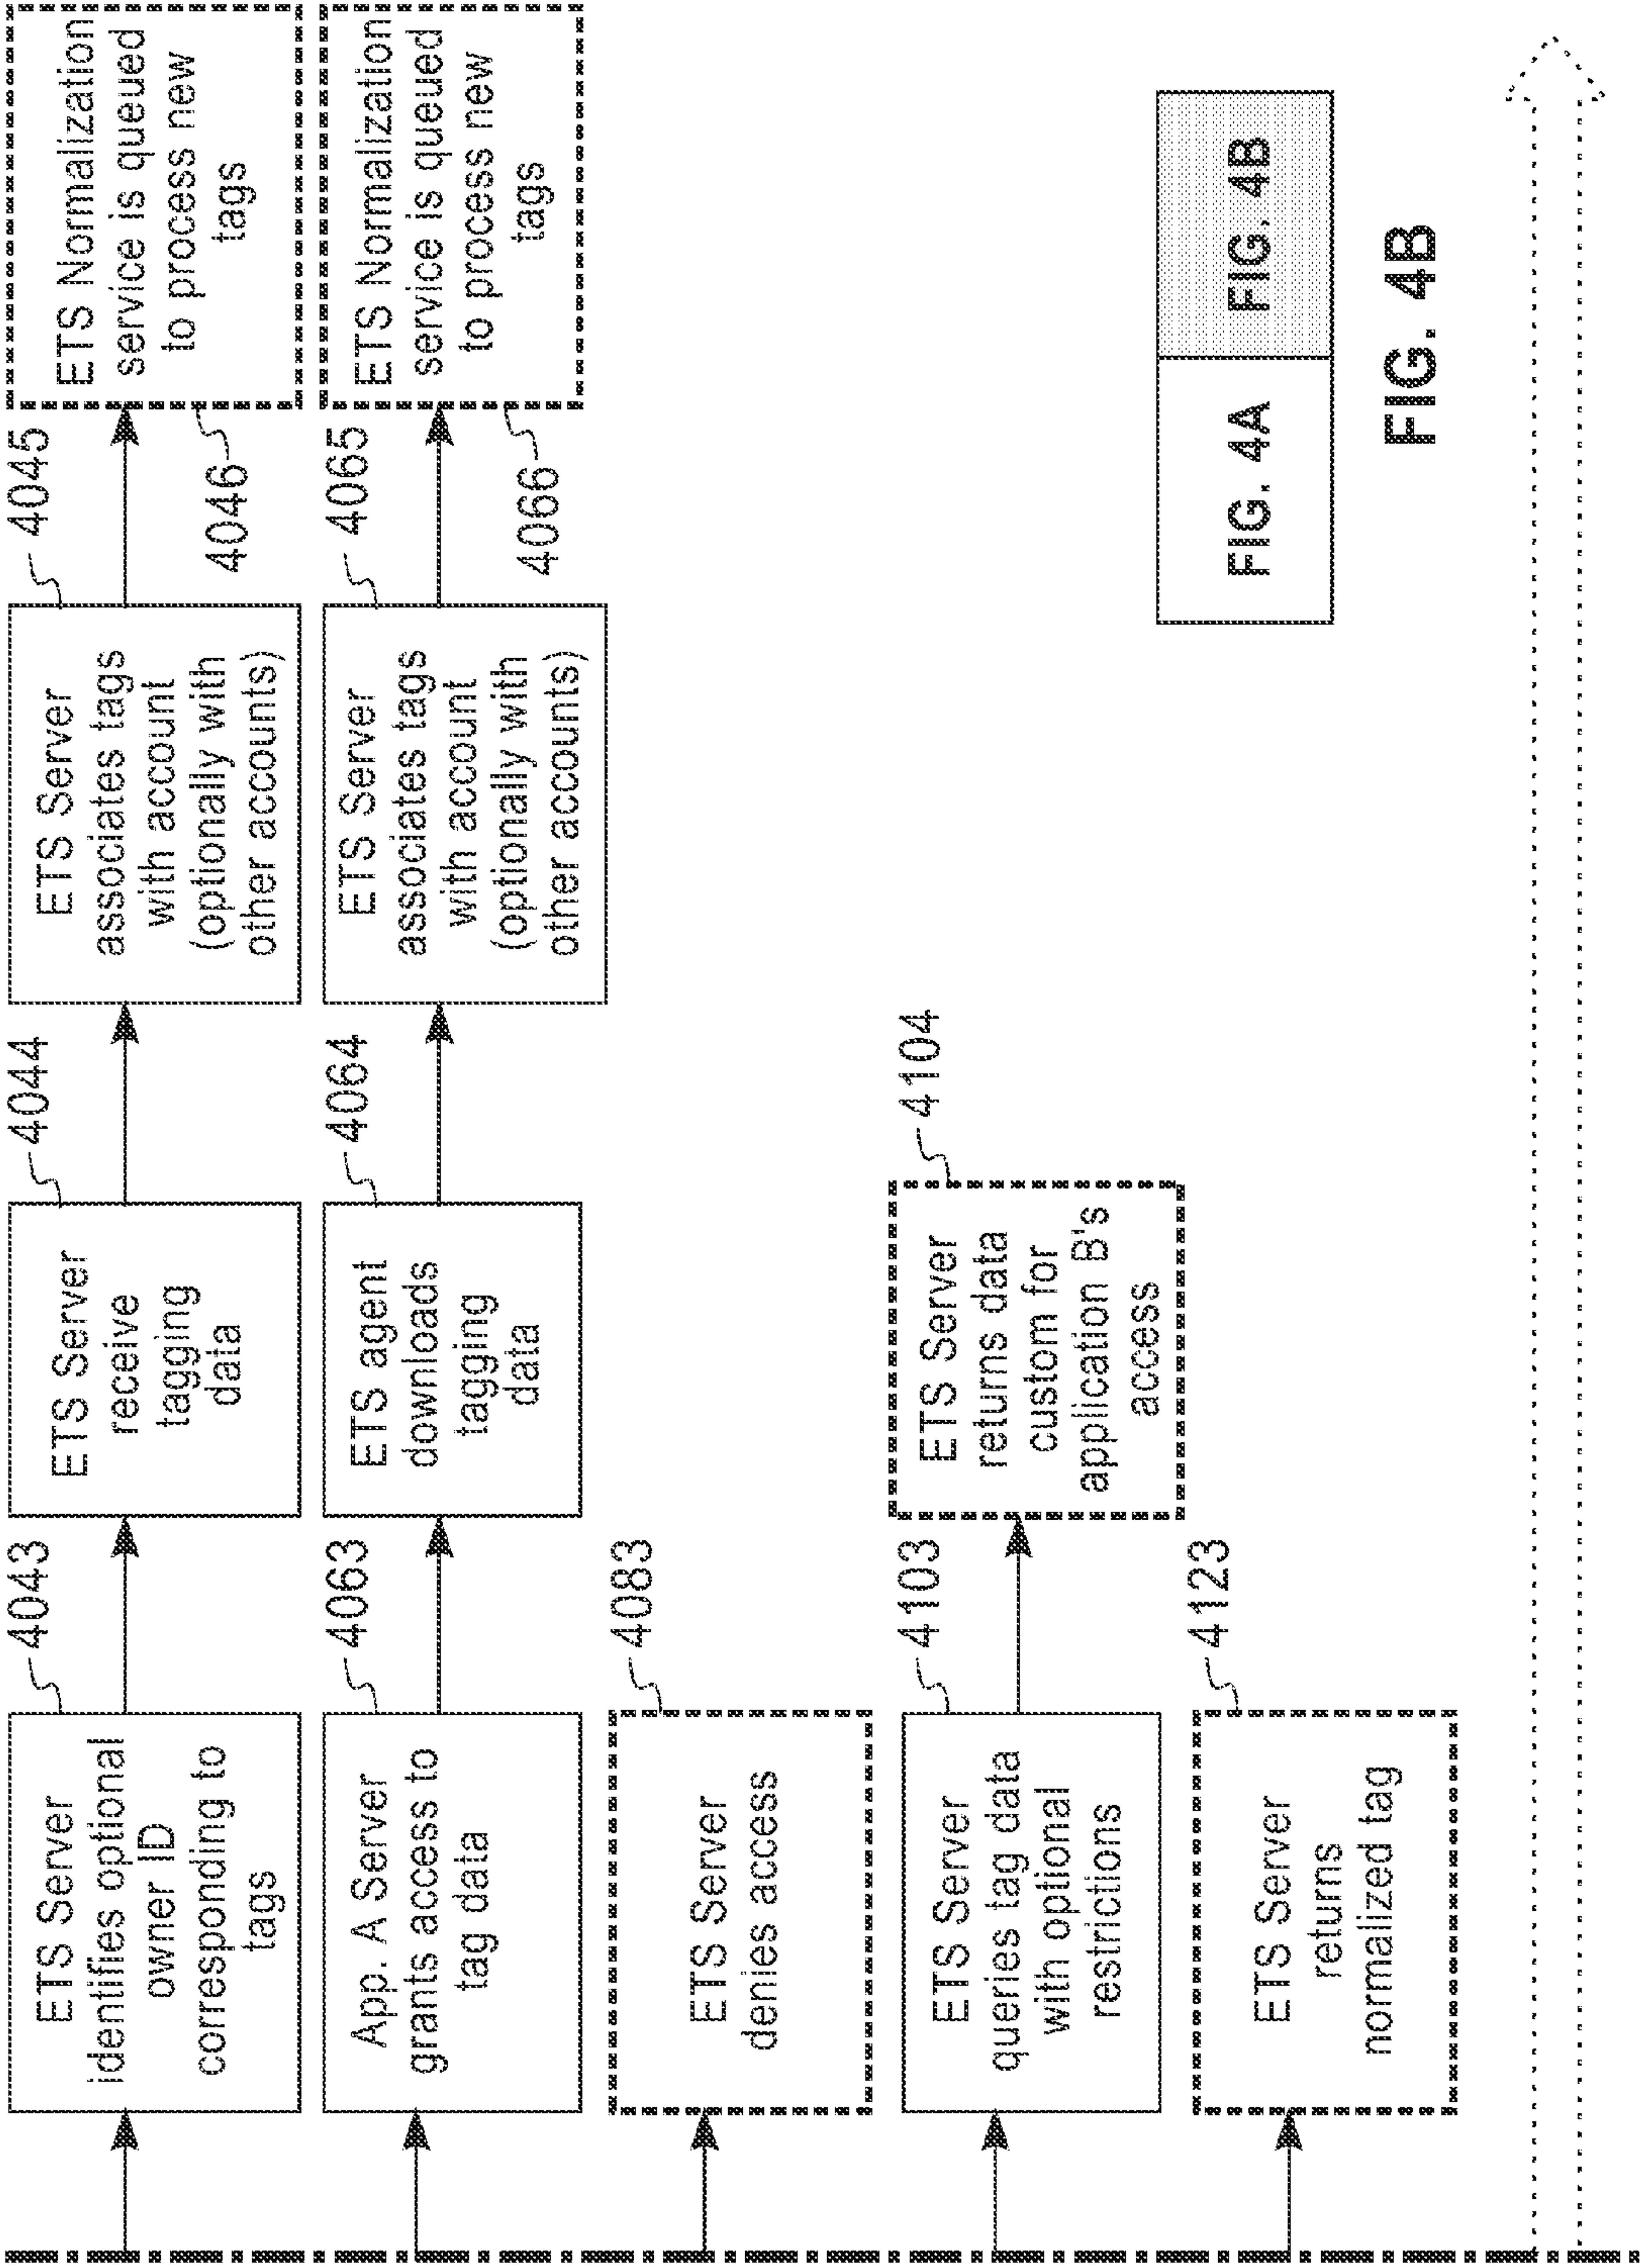 4043
ETS Server
identifies optional
owner ID
corresponding to
tags
4044
ETS Server
receive
tagging
data
4045
ETS Server
associates tags
with account
(optionally with
other accounts)
4046
ETS Normalization
service is queued
to process new
tags
4063
App. A Server
grants access to
tag data
4064
ETS agent
downloads
tagging
data
4065
ETS Server
associates tags
with account
(optionally with
other accounts)
4066
ETS Normalization
service is queued
to process new
tags
4083
ETS Server
denies access
4103
ETS Server
queries tag data
with optional
restrictions
4104
ETS Server
returns data
custom for
application B's
access
4123
ETS Server
returns
normalized tag
FIG. 4A
FIG. 4B
FIG. 4B